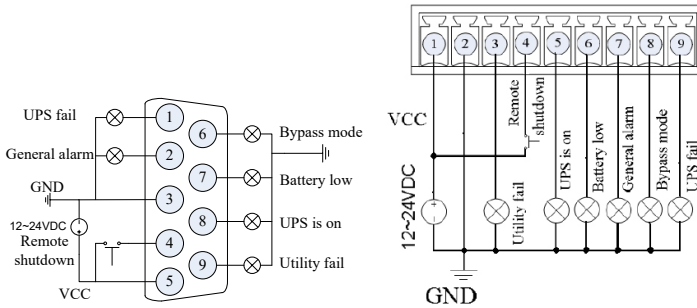 UPS fail
General alarm
GND
12~24VDC
Remote
shutdown
VCC
1
2
3
4
5
6
7
8
9
Bypass mode
Battery low
UPS is on
Utility fail
1 2 3 4 5 6 7 8 9
VCC
12~24VDC
Utility fail
Remote
shutdown
UPS is on
Battery low
General alarm
Bypass mode
UPS fail
GND